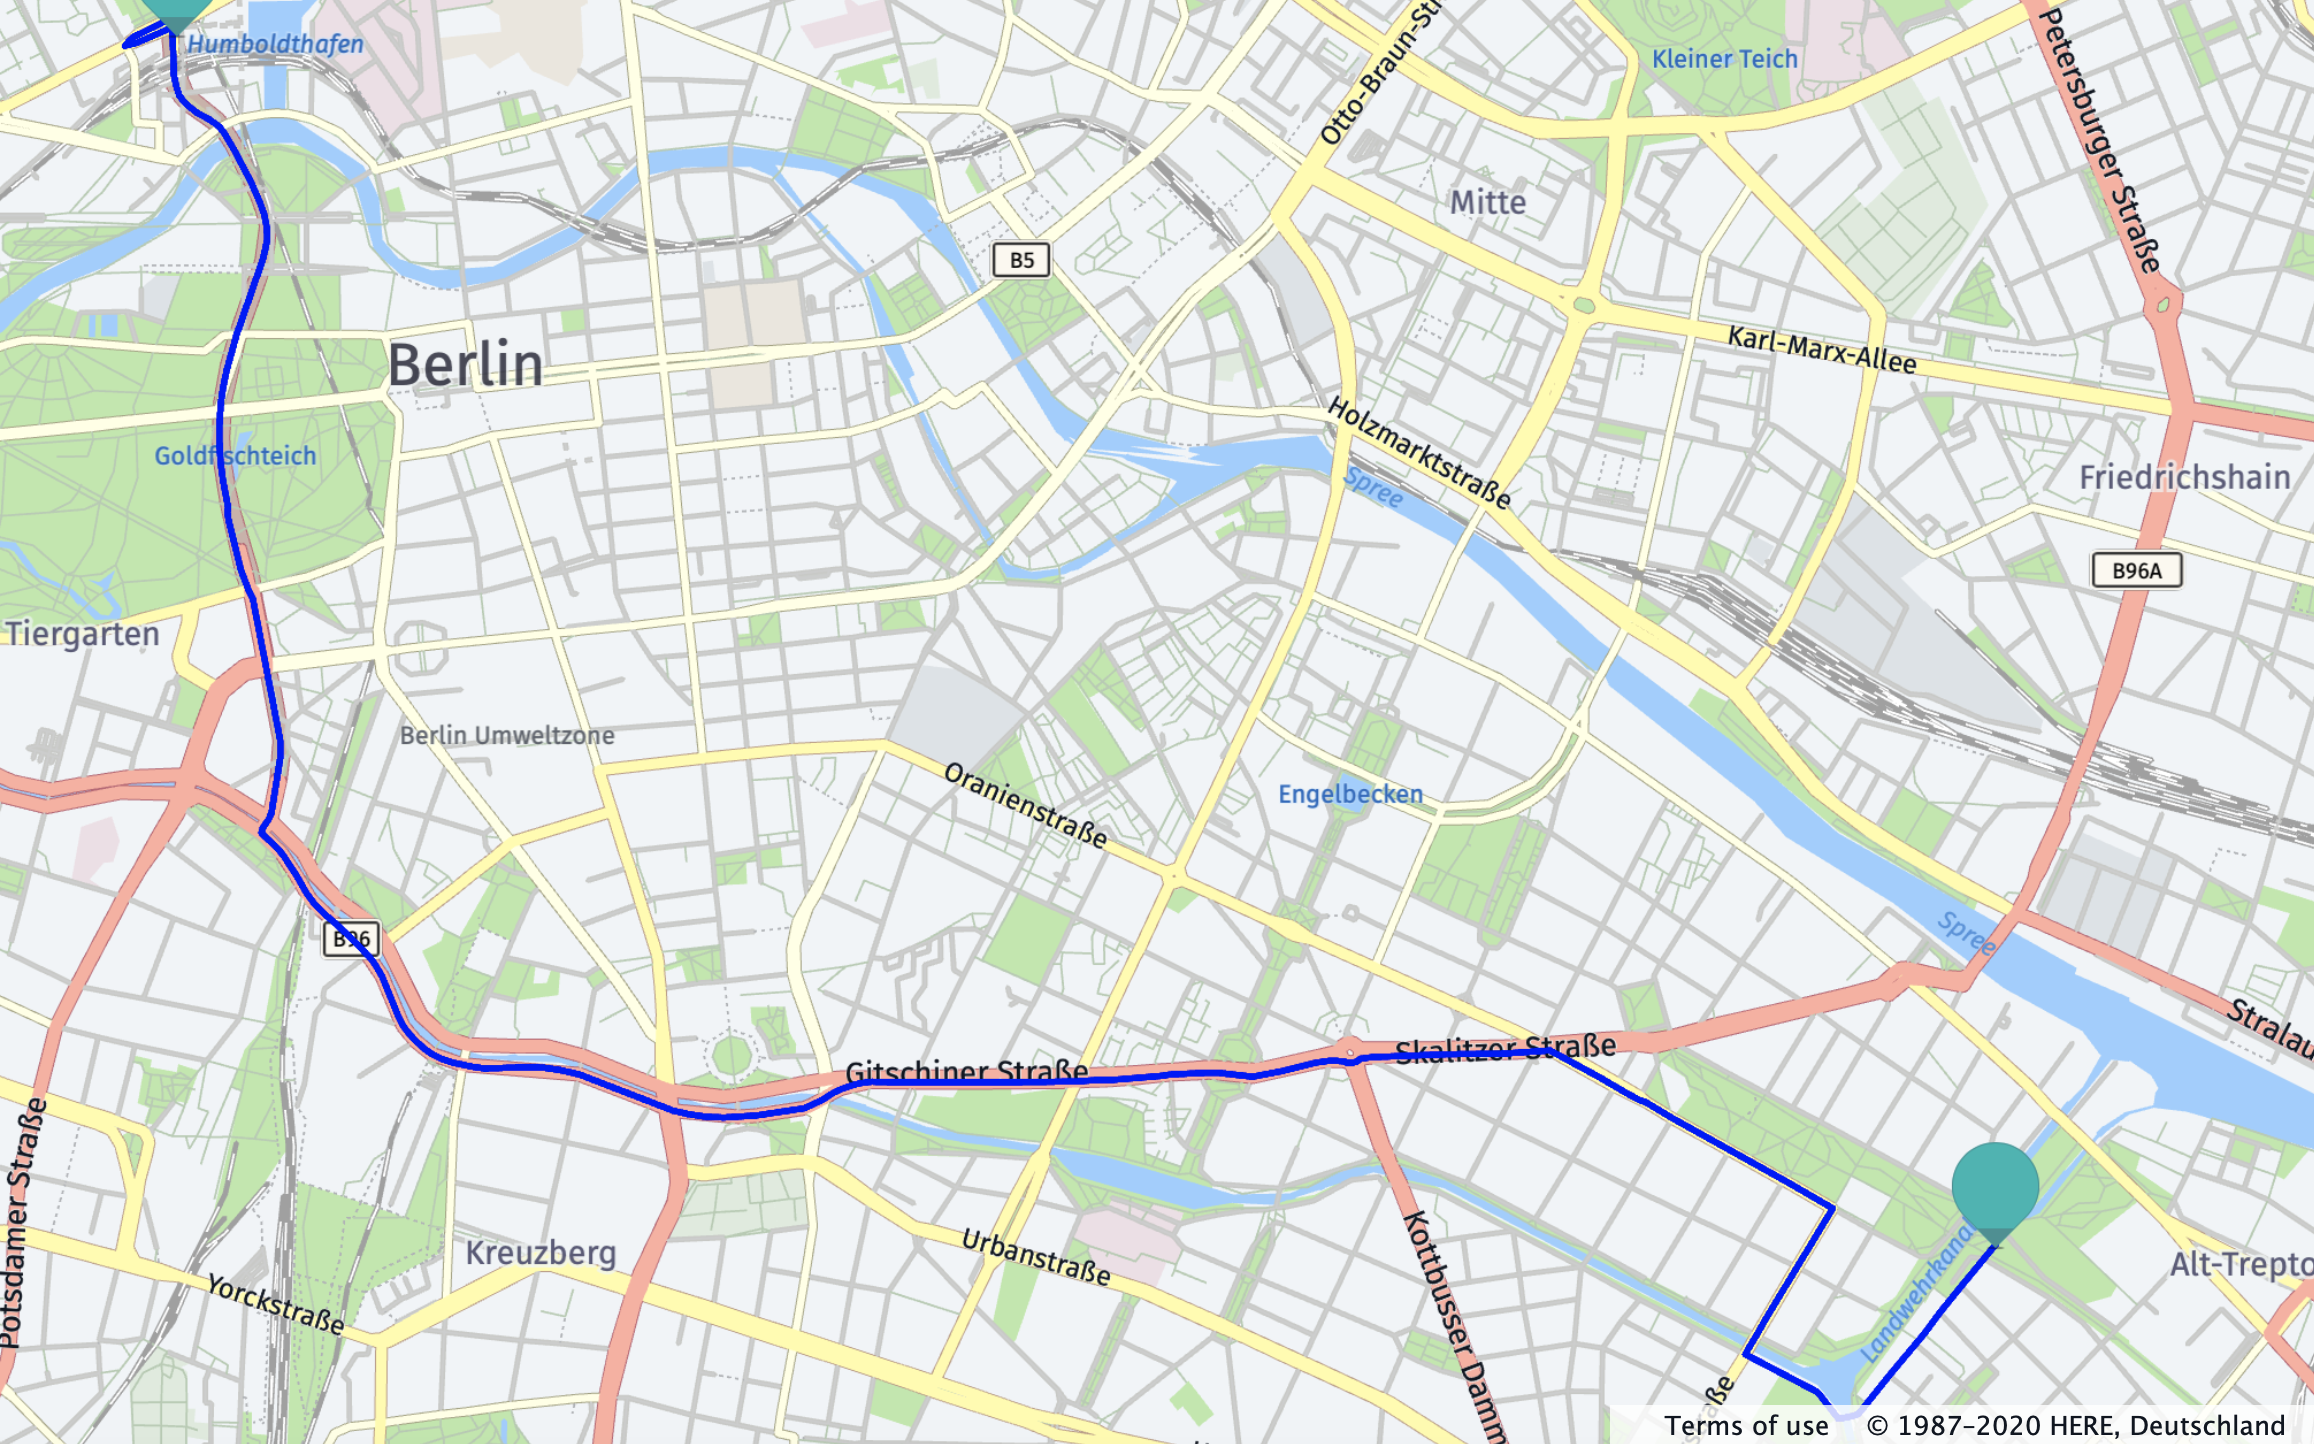 Humboldthafen
Otto-Braun-Str
Kleiner Teich
Petersburger Straße
Mitte
B5
Berlin
Karl-Marx-Allee
Holzmarktstraße
Goldfischteich
Spree
Friedrichshain
B96A
Tiergarten
Berlin Umweltzone
Oranienstraße
Engelbecken
B96
Spree
Stralau
Skalitzer Straße
Gitschiner Straße
Potsdamer Straße
Kreuzberg
Urbanstraße
Kottbusser Damm
Landwehrkanal
Alt-Trepto
Yorckstraße
Terms of use © 1987–2020 HERE, Deutschland